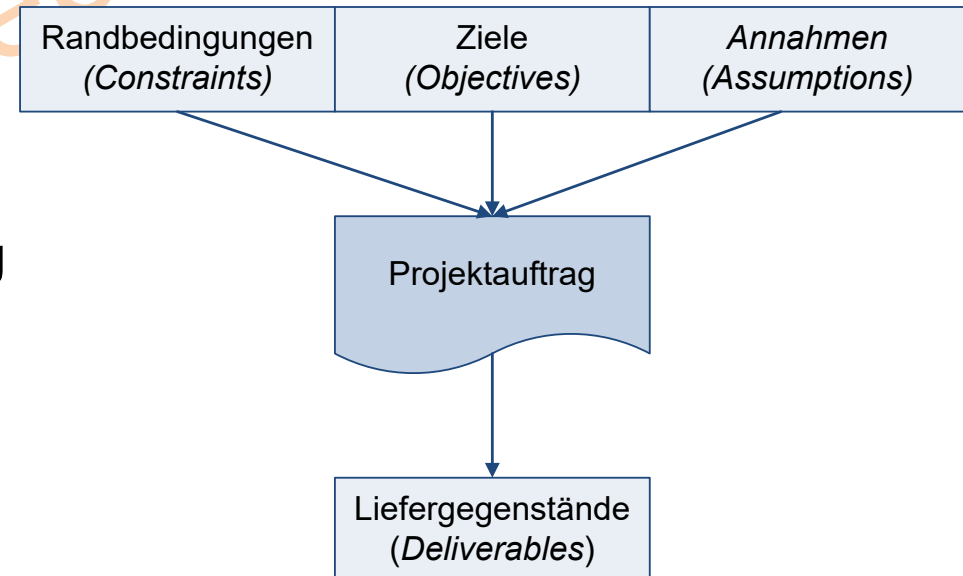 Randbedingungen
(Constraints)
Ziele
(Objectives)
Annahmen
(Assumptions)
g
Projektauftrag
Liefergegenstände
(Deliverables)